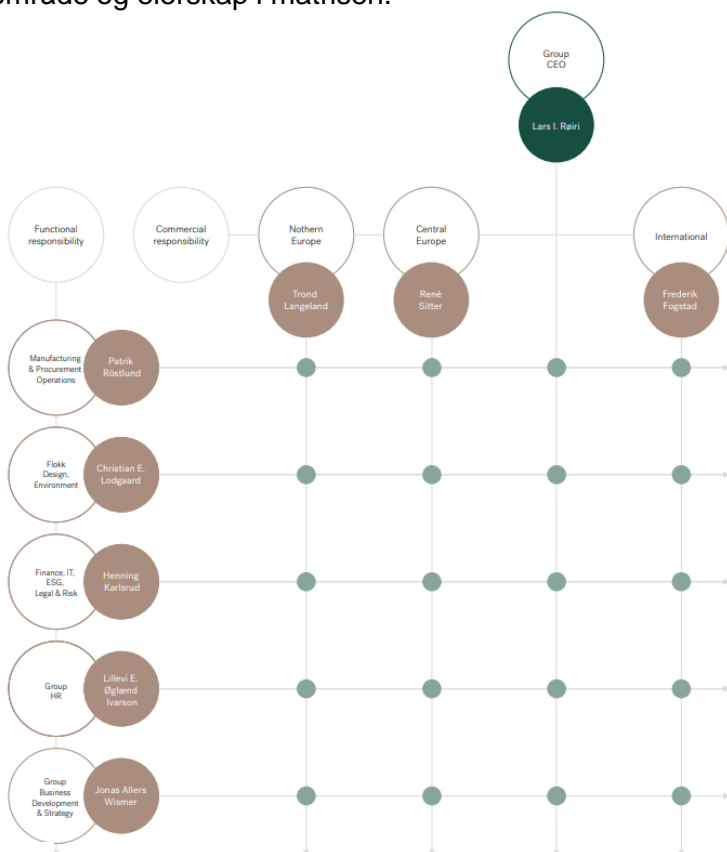 område og eierskap i matrisen.
Group
CEO
Lars I. Røiri
Functional
responsibility
Commercial
responsibility
Nothern
Europe
Central
Europe
International
Trond
Langeland
Renè
Sitter
Frederik
Fogstad
Manufacturing
& Procurement
Operations
Patrik
Röstlund
Flokk
Design,
Environment
Christian E.
Lodgaard
Finance, IT,
ESG,
Legal & Risk
Henning
Karlsrud
Group
HR
Lillevi E.
Øglænd
Ivarson
Group
Business
Development
& Strategy
Jonas Allers
Wismer